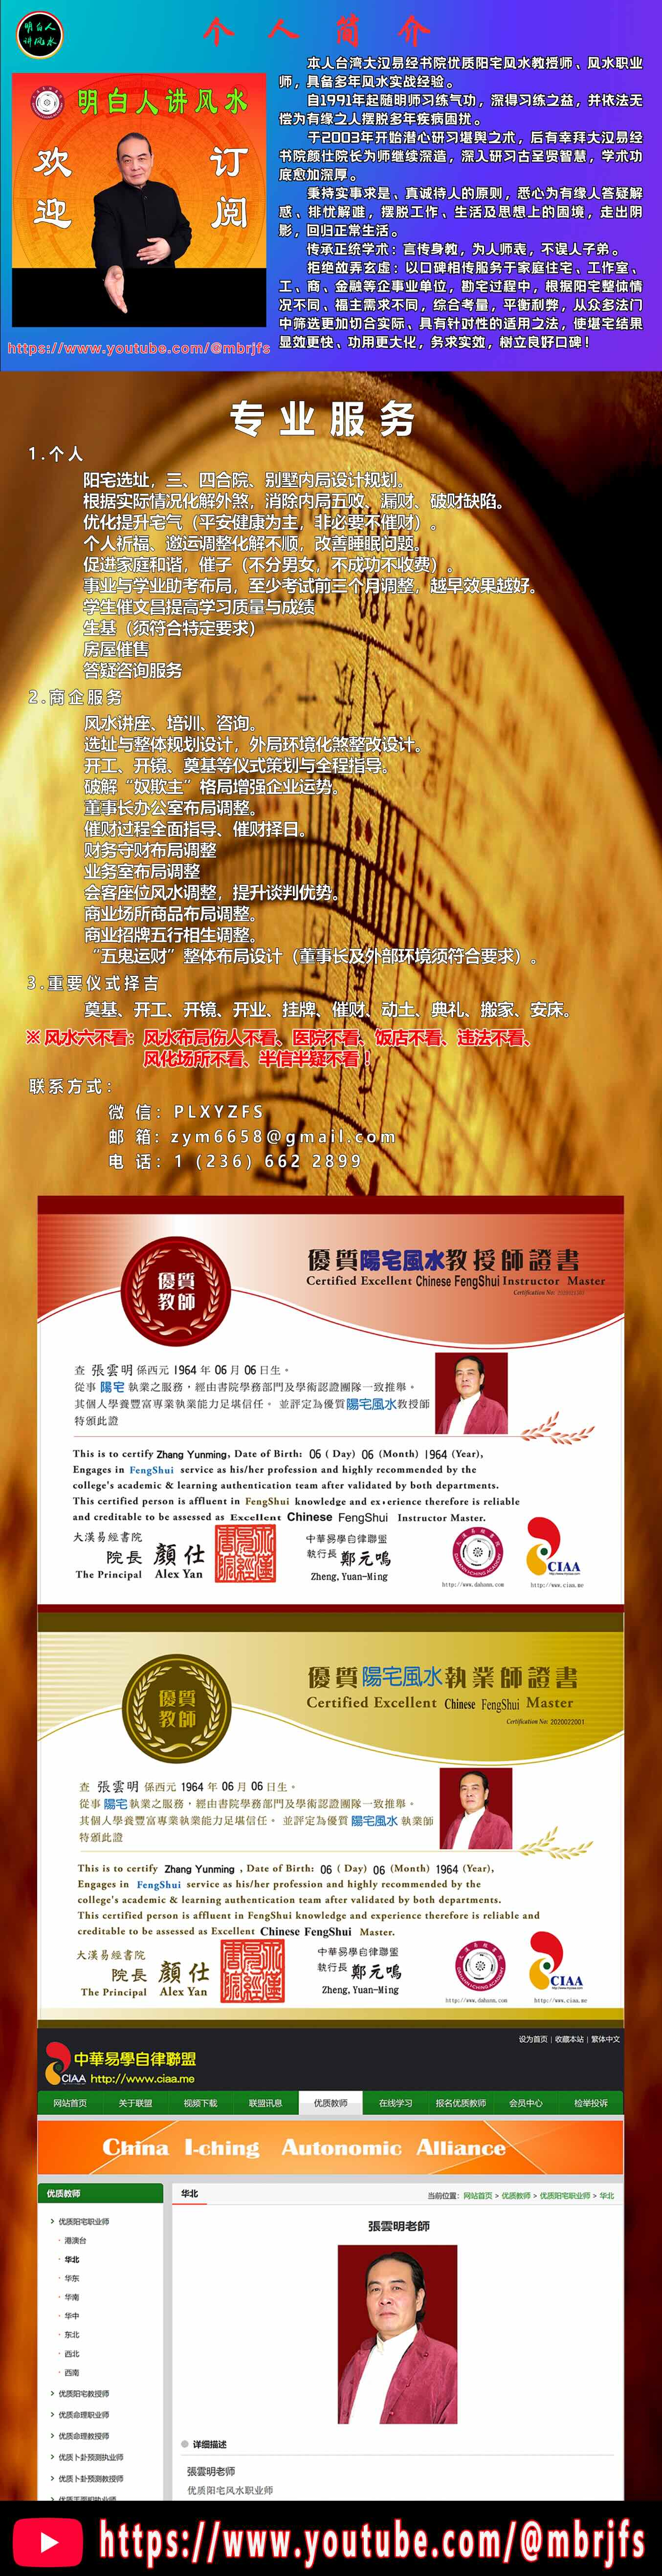 明白人
讲风水
个人简介
明白人讲风水
欢迎
订阅
https://www.youtube.com/@mbrjfs
本人台湾大汉易经书院优质阳宅风水教授师、风水职业
师，具备多年风水实战经验。
自1991年起随明师习练气功，深得习练之益，并依法无
偿为有缘之人摆脱多年疾病困扰。
于2003年开始潜心研习堪舆之术，后有幸拜大汉易经
书院颜仕院长为师继续深造，深入研习古圣贤智慧，学术功
底愈加深厚。
秉持实事求是、真诚待人的原则，悉心为有缘人答疑解
惑、排忧解难，摆脱工作、生活及思想上的困境，走出阴
影，回归正常生活。
传承正统学术：言传身教，为人师表，不误人子弟。
拒绝故弄玄虚：以口碑相传服务于家庭住宅、工作室、
工、商、金融等企事业单位，勘宅过程中，根据阳宅整体情
况不同、福主需求不同，综合考量，平衡利弊，从众多法门
中筛选更加切合实际、具有针对性的适用之法，使堪宅结果
显效更快、功用更大化，务求实效，树立良好口碑！
专业服务
1.个人
阳宅选址，三、四合院、别墅内局设计规划。
根据实际情况化解外煞，消除内局五败、漏财、破财缺陷。
优化提升宅气（平安健康为主，非必要不催财）。
个人祈福、邀运调整化解不顺，改善睡眠问题。
促进家庭和谐，催子（不分男女，不成功不收费）。
事业与学业助考布局，至少考试前三个月调整，越早效果越好。
学生催文昌提高学习质量与成绩
生基（须符合特定要求）
房屋催售
答疑咨询服务
2.商企服务
风水讲座、培训、咨询。
选址与整体规划设计，外局环境化煞整改设计。
开工、开镜、奠基等仪式策划与全程指导。
破解“奴欺主”格局增强企业运势。
董事长办公室布局调整。
催财过程全面指导、催财择日。
财务守财布局调整
业务室布局调整
会客座位风水调整，提升谈判优势。
商业场所商品布局调整。
商业招牌五行相生调整。
“五鬼运财”整体布局设计（董事长及外部环境须符合要求）。
3.重要仪式择吉
奠基、开工、开镜、开业、挂牌、催财、动土、典礼、搬家、安床。
※ 风水六不看：风水布局伤人不看、医院不看、饭店不看、违法不看、
风化场所不看、半信半疑不看！
联系方式：
微 信：PLXYZFS
邮 箱：zym6658@gmail.com
电 话：1 (236) 662 2899
優質
教師
優質陽宅風水教授師證書
Certified Excellent Chinese FengShui Instructor Master
查 張雲明 係西元 1964 年 06 月 06 日生。
從事 陽宅 執業之服務，經由書院學務部門及學術認證團隊一致推舉。
其個人學養豐富專業執業能力足堪信任。 並評定為優質陽宅風水教授師
特頒此證
This is to certify Zhang Yunming, Date of Birth: 06 ( Day) 06 (Month) 1964 (Year),
Engages in FengShui service as his/her profession and highly recommended by the
college's academic & learning authentication team after validated by both departments.
This certified person is affluent in FengShui knowledge and ex·erience therefore is reliable
and creditable to be assessed as Excellent Chinese FengShui Instructor Master.
大漢易經書院
院長 顏仕
The Principal Alex Yan
中華易學自律聯盟
執行長 鄭元鳴
Zheng, Yuan-Ming
CIAA
http://www.dahann.com
http://www.ciaa.me
優質
教師
優質陽宅風水執業師證書
Certified Excellent Chinese FengShui Master
Certification No: 2020022001
查 張雲明 係西元 1964 年 06 月 06 日生。
從事 陽宅 執業之服務，經由書院學務部門及學術認證團隊一致推舉。
其個人學養豐富專業執業能力足堪信任。 並評定為優質 陽宅風水 執業師
特頒此證
This is to certify Zhang Yunming , Date of Birth: 06 ( Day) 06 (Month) 1964 (Year),
Engages in FengShui service as his/her profession and highly recommended by the
college's academic & learning authentication team after validated by both departments.
This certified person is affluent in FengShui knowledge and experience therefore is reliable and
creditable to be assessed as Excellent Chinese FengShui Master.
大漢易經書院
院長 顏仕
The Principal Alex Yan
中華易學自律聯盟
執行長 鄭元鳴
Zheng, Yuan-Ming
CIAA
http://www.dahann.com
http://www.ciaa.me
设为首页 | 收藏本站 | 繁体中文
中華易學自律聯盟
CIAA http://www.ciaa.me
网站首页 关于联盟 视频下载 联盟讯息 优质教师 在线学习 报名优质教师 会员中心 检举投诉
China I-ching Autonomic Alliance
优质教师
华北
当前位置：网站首页 > 优质教师 > 优质阳宅职业师 > 华北
优质阳宅职业师
港澳台
华北
华东
华南
华中
东北
西北
西南
优质阳宅教授师
优质命理职业师
优质命理教授师
优质卜卦预测执业师
优质卜卦预测教授师
張雲明老師
详细描述
張雲明老师
优质阳宅风水职业师
https://www.youtube.com/@mbrjfs